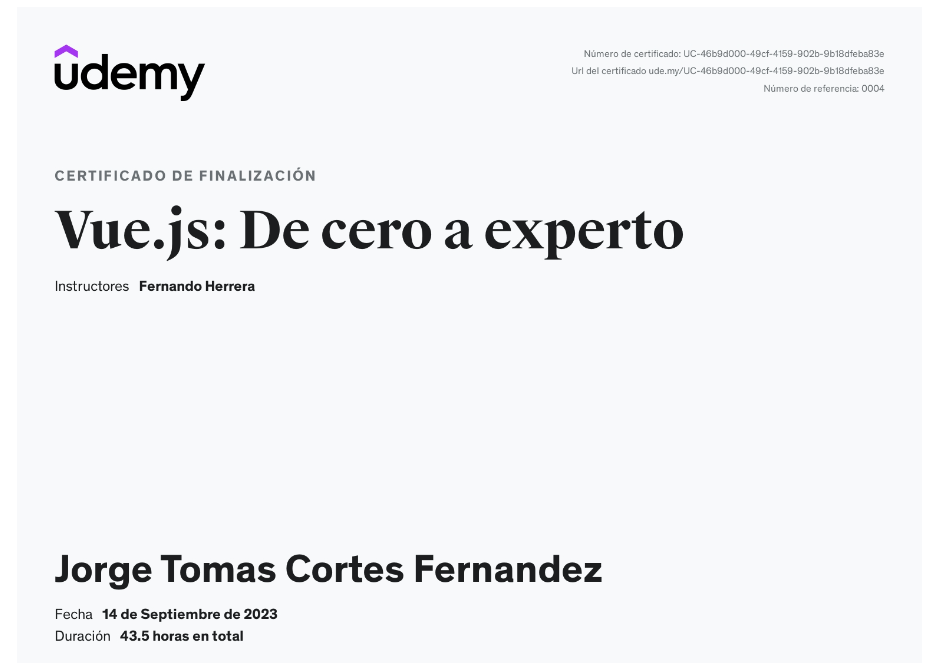 udemy
Número de certificado: UC-46b9d000-49cf-4159-902b-9b18dfeba83e
Url del certificado ude.my/UC-46b9d000-49cf-4159-902b-9b18dfeba83e
Número de referencia: 0004
CERTIFICADO DE FINALIZACIÓN
Vue.js: De cero a experto
Instructores Fernando Herrera
Jorge Tomas Cortes Fernandez
Fecha 14 de Septiembre de 2023
Duración 43.5 horas en total